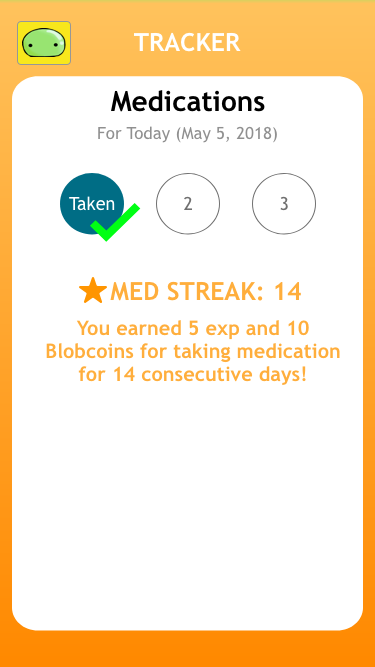 TRACKER
Medications
For Today (May 5, 2018)
Taken 2 3
MED STREAK: 14
You earned 5 exp and 10
Blobcoins for taking medication
for 14 consecutive days!